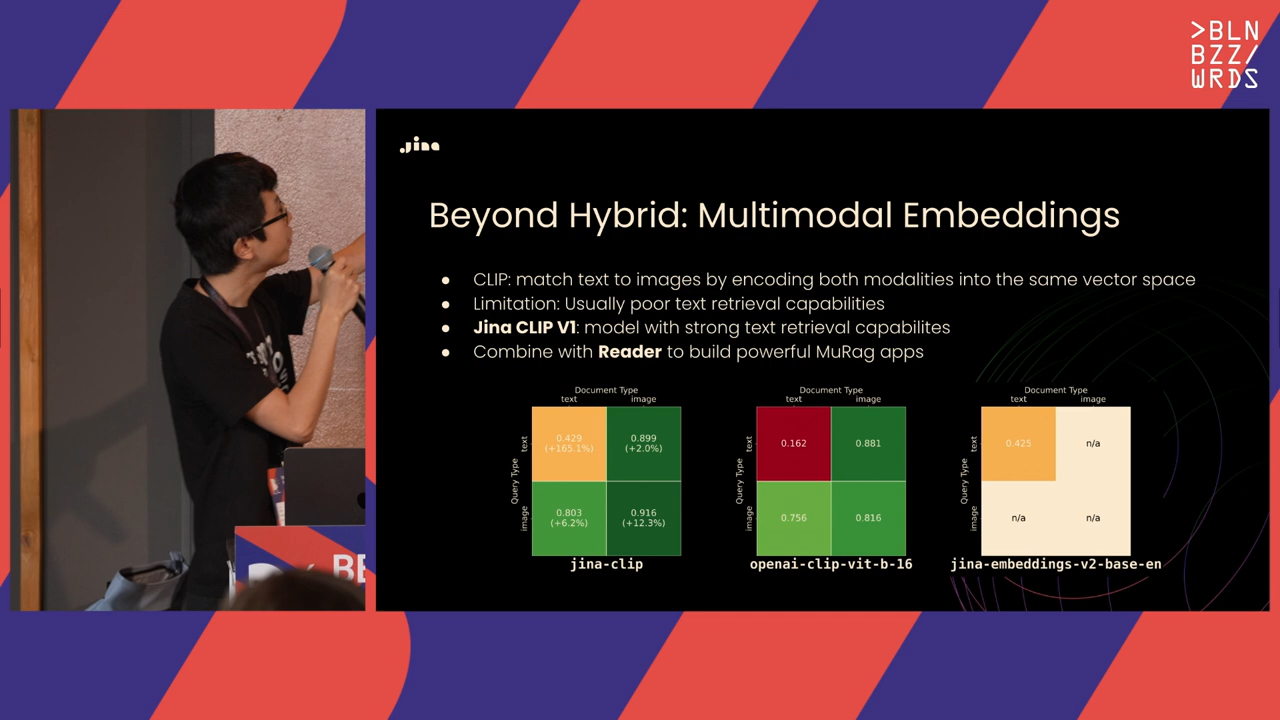 >BLN
BZZ/
WRDS
.jina
Beyond Hybrid: Multimodal Embeddings
● CLIP: match text to images by encoding both modalities into the same vector space
● Limitation: Usually poor text retrieval capabilities
● Jina CLIP V1: model with strong text retrieval capabilites
● Combine with Reader to build powerful MuRag apps
Document Type
text image
Query Type
text
image
0.429
(+165.1%)
0.899
(+2.0%)
0.803
(+6.2%)
0.916
(+12.3%)
jina-clip
Document Type
text image
Query Type
text
image
0.162
0.881
0.756
0.816
openai-clip-vit-b-16
Document Type
text image
Query Type
text
image
0.425
n/a
n/a
n/a
jina-embeddings-v2-base-en
BE